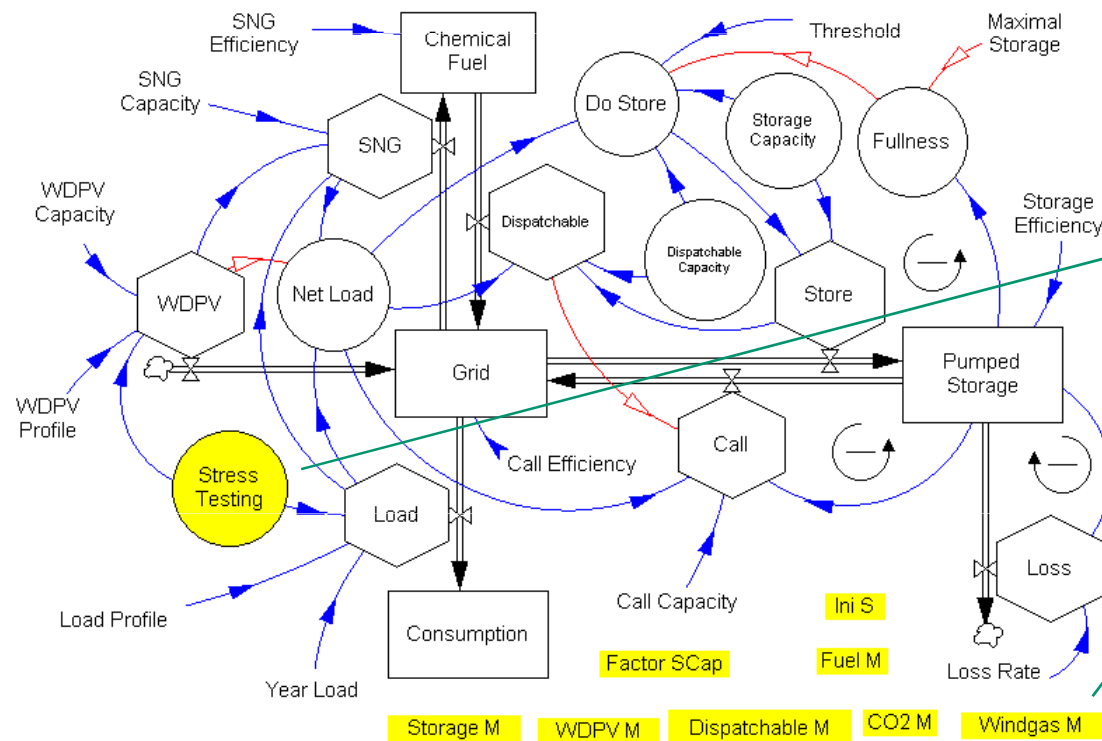 SNG
Efficiency
Chemical
Fuel
Threshold
Maximal
Storage
SNG
Capacity
SNG
Do Store
Storage
Capacity
Fullness
WDPV
Capacity
Dispatchable
Storage
Efficiency
Dispatchable
Capacity
WDPV
Net Load
Store
Grid
Pumped
Storage
WDPV
Profile
Call Efficiency
Call
Stress
Testing
Load
Loss
Load Profile
Call Capacity
Ini S
Consumption
Factor SCap
Fuel M
Loss Rate
Year Load
Storage M
WDPV M
Dispatchable M
CO2 M
Windgas M